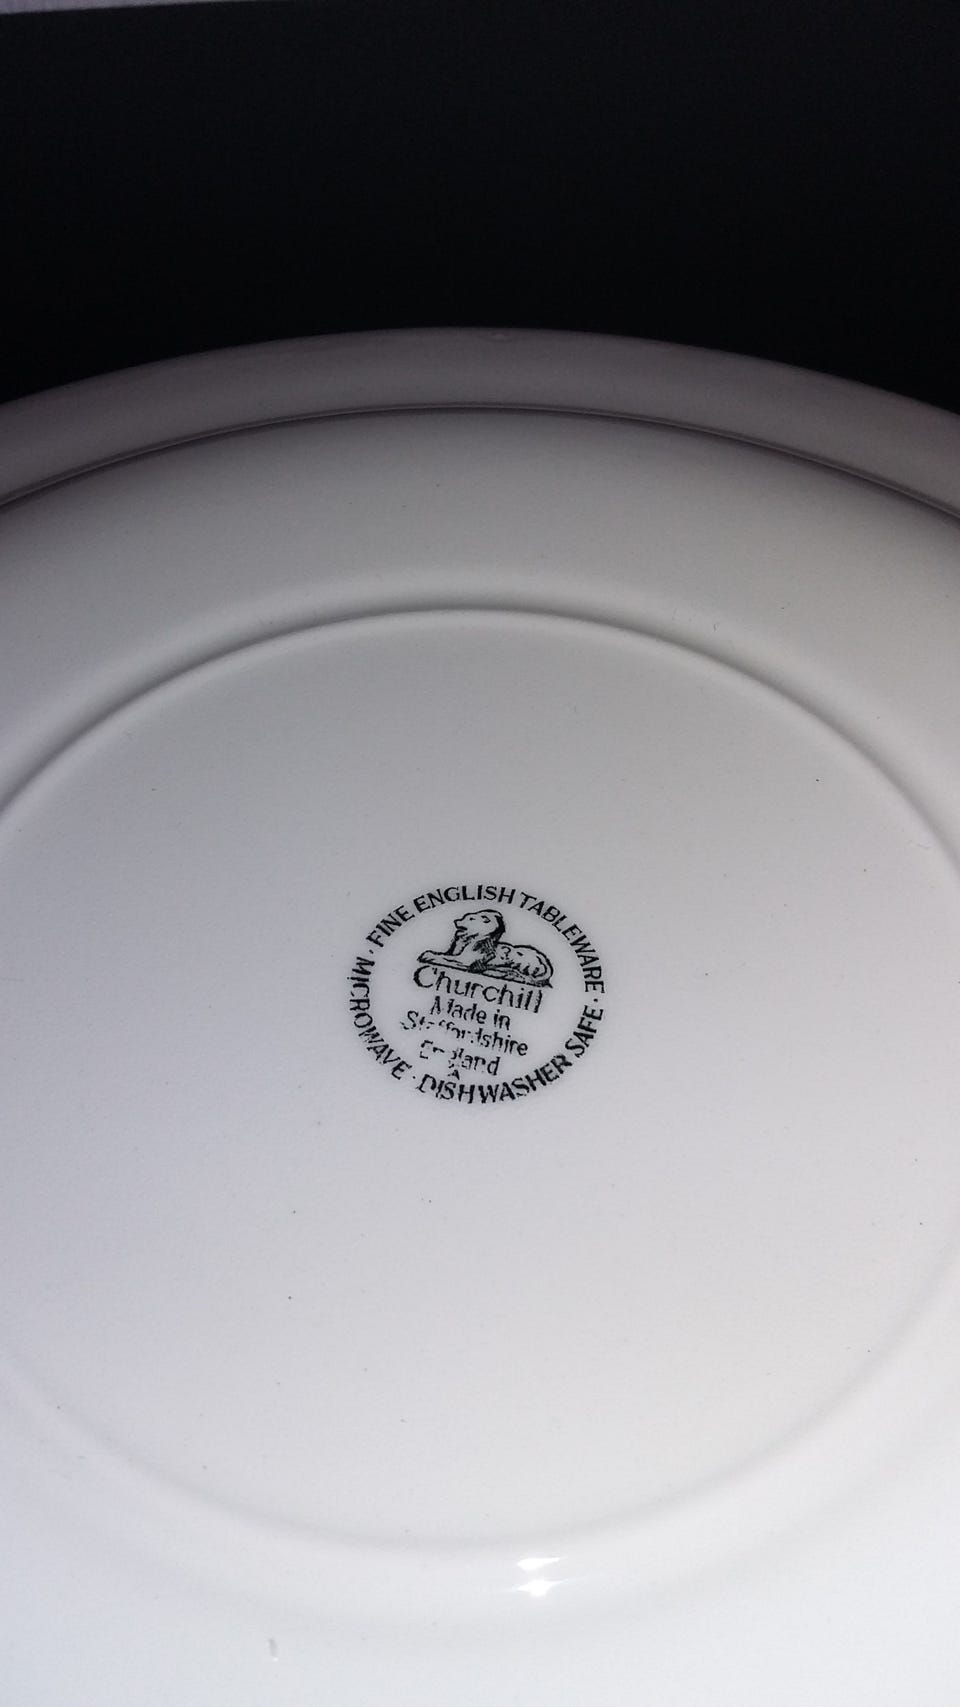 · FINE ENGLISH TABLEWARE ·
Churchill
Made in
Staffordshire
England
MICROWAVE · DISHWASHER SAFE ·